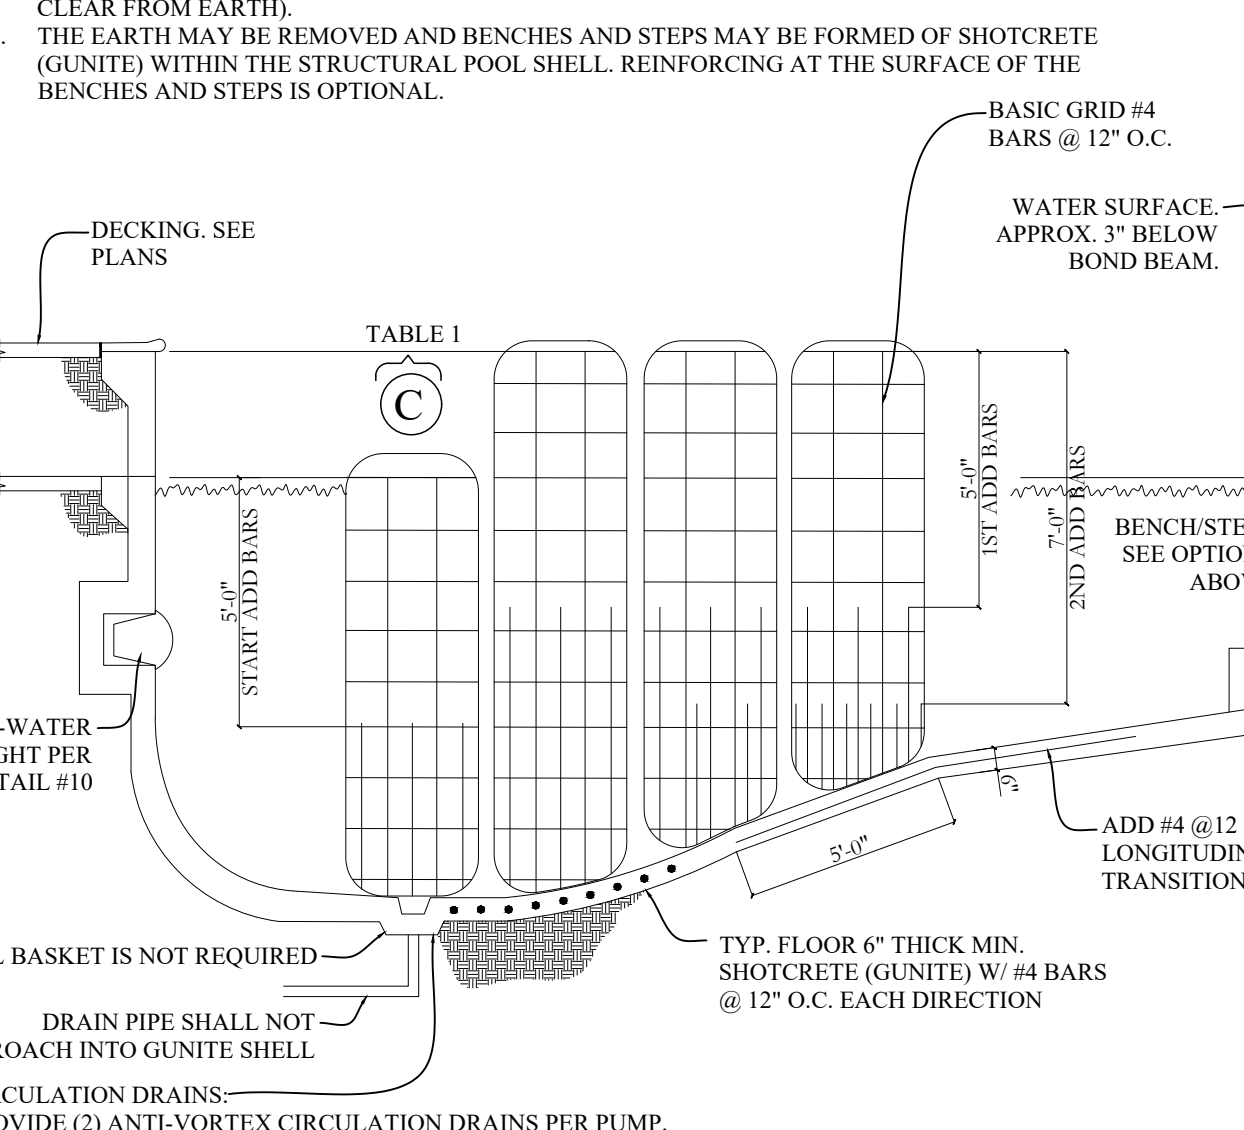 CLEAR FROM EARTH).
. THE EARTH MAY BE REMOVED AND BENCHES AND STEPS MAY BE FORMED OF SHOTCRETE
(GUNITE) WITHIN THE STRUCTURAL POOL SHELL. REINFORCING AT THE SURFACE OF THE
BENCHES AND STEPS IS OPTIONAL.
BASIC GRID #4
BARS @ 12" O.C.
WATER SURFACE.
APPROX. 3" BELOW
BOND BEAM.
DECKING. SEE
PLANS
TABLE 1
C
5'-0"
1ST ADD BARS
7'-0"
2ND ADD BARS
5'-0"
START ADD BARS
BENCH/STE
SEE OPTIO
ABO
-WATER
GHT PER
TAIL #10
6"
5'-0"
ADD #4 @12
LONGITUDIN
TRANSITION
L BASKET IS NOT REQUIRED
TYP. FLOOR 6" THICK MIN.
SHOTCRETE (GUNITE) W/ #4 BARS
@ 12" O.C. EACH DIRECTION
DRAIN PIPE SHALL NOT
ROACH INTO GUNITE SHELL
RCULATION DRAINS:
OVIDE (2) ANTI-VORTEX CIRCULATION DRAINS PER PUMP.